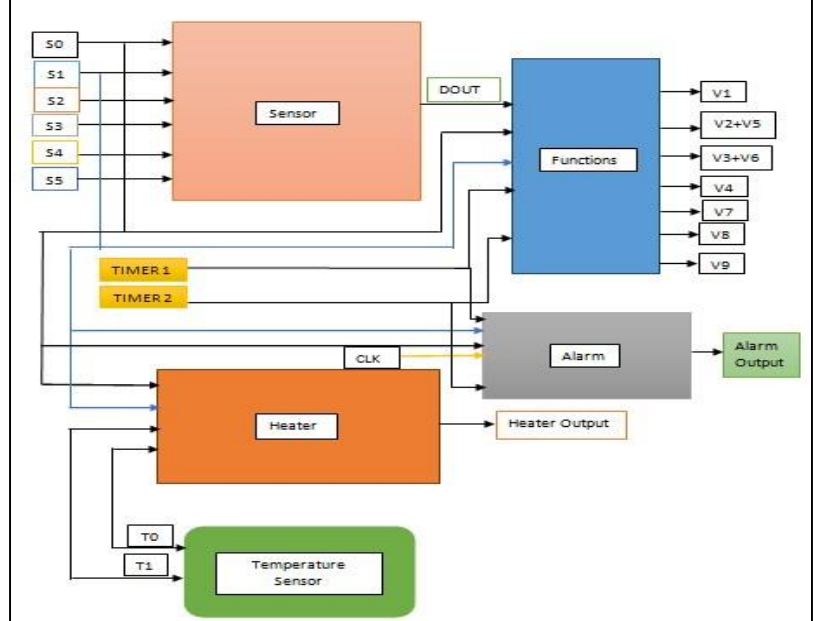 S0
S1
S2
S3
S4
S5
Sensor
DOUT
Functions
V1
V2+V5
V3+V6
V4
V7
V8
V9
TIMER 1
TIMER 2
CLK
Alarm
Alarm
Output
Heater
Heater Output
T0
T1
Temperature
Sensor